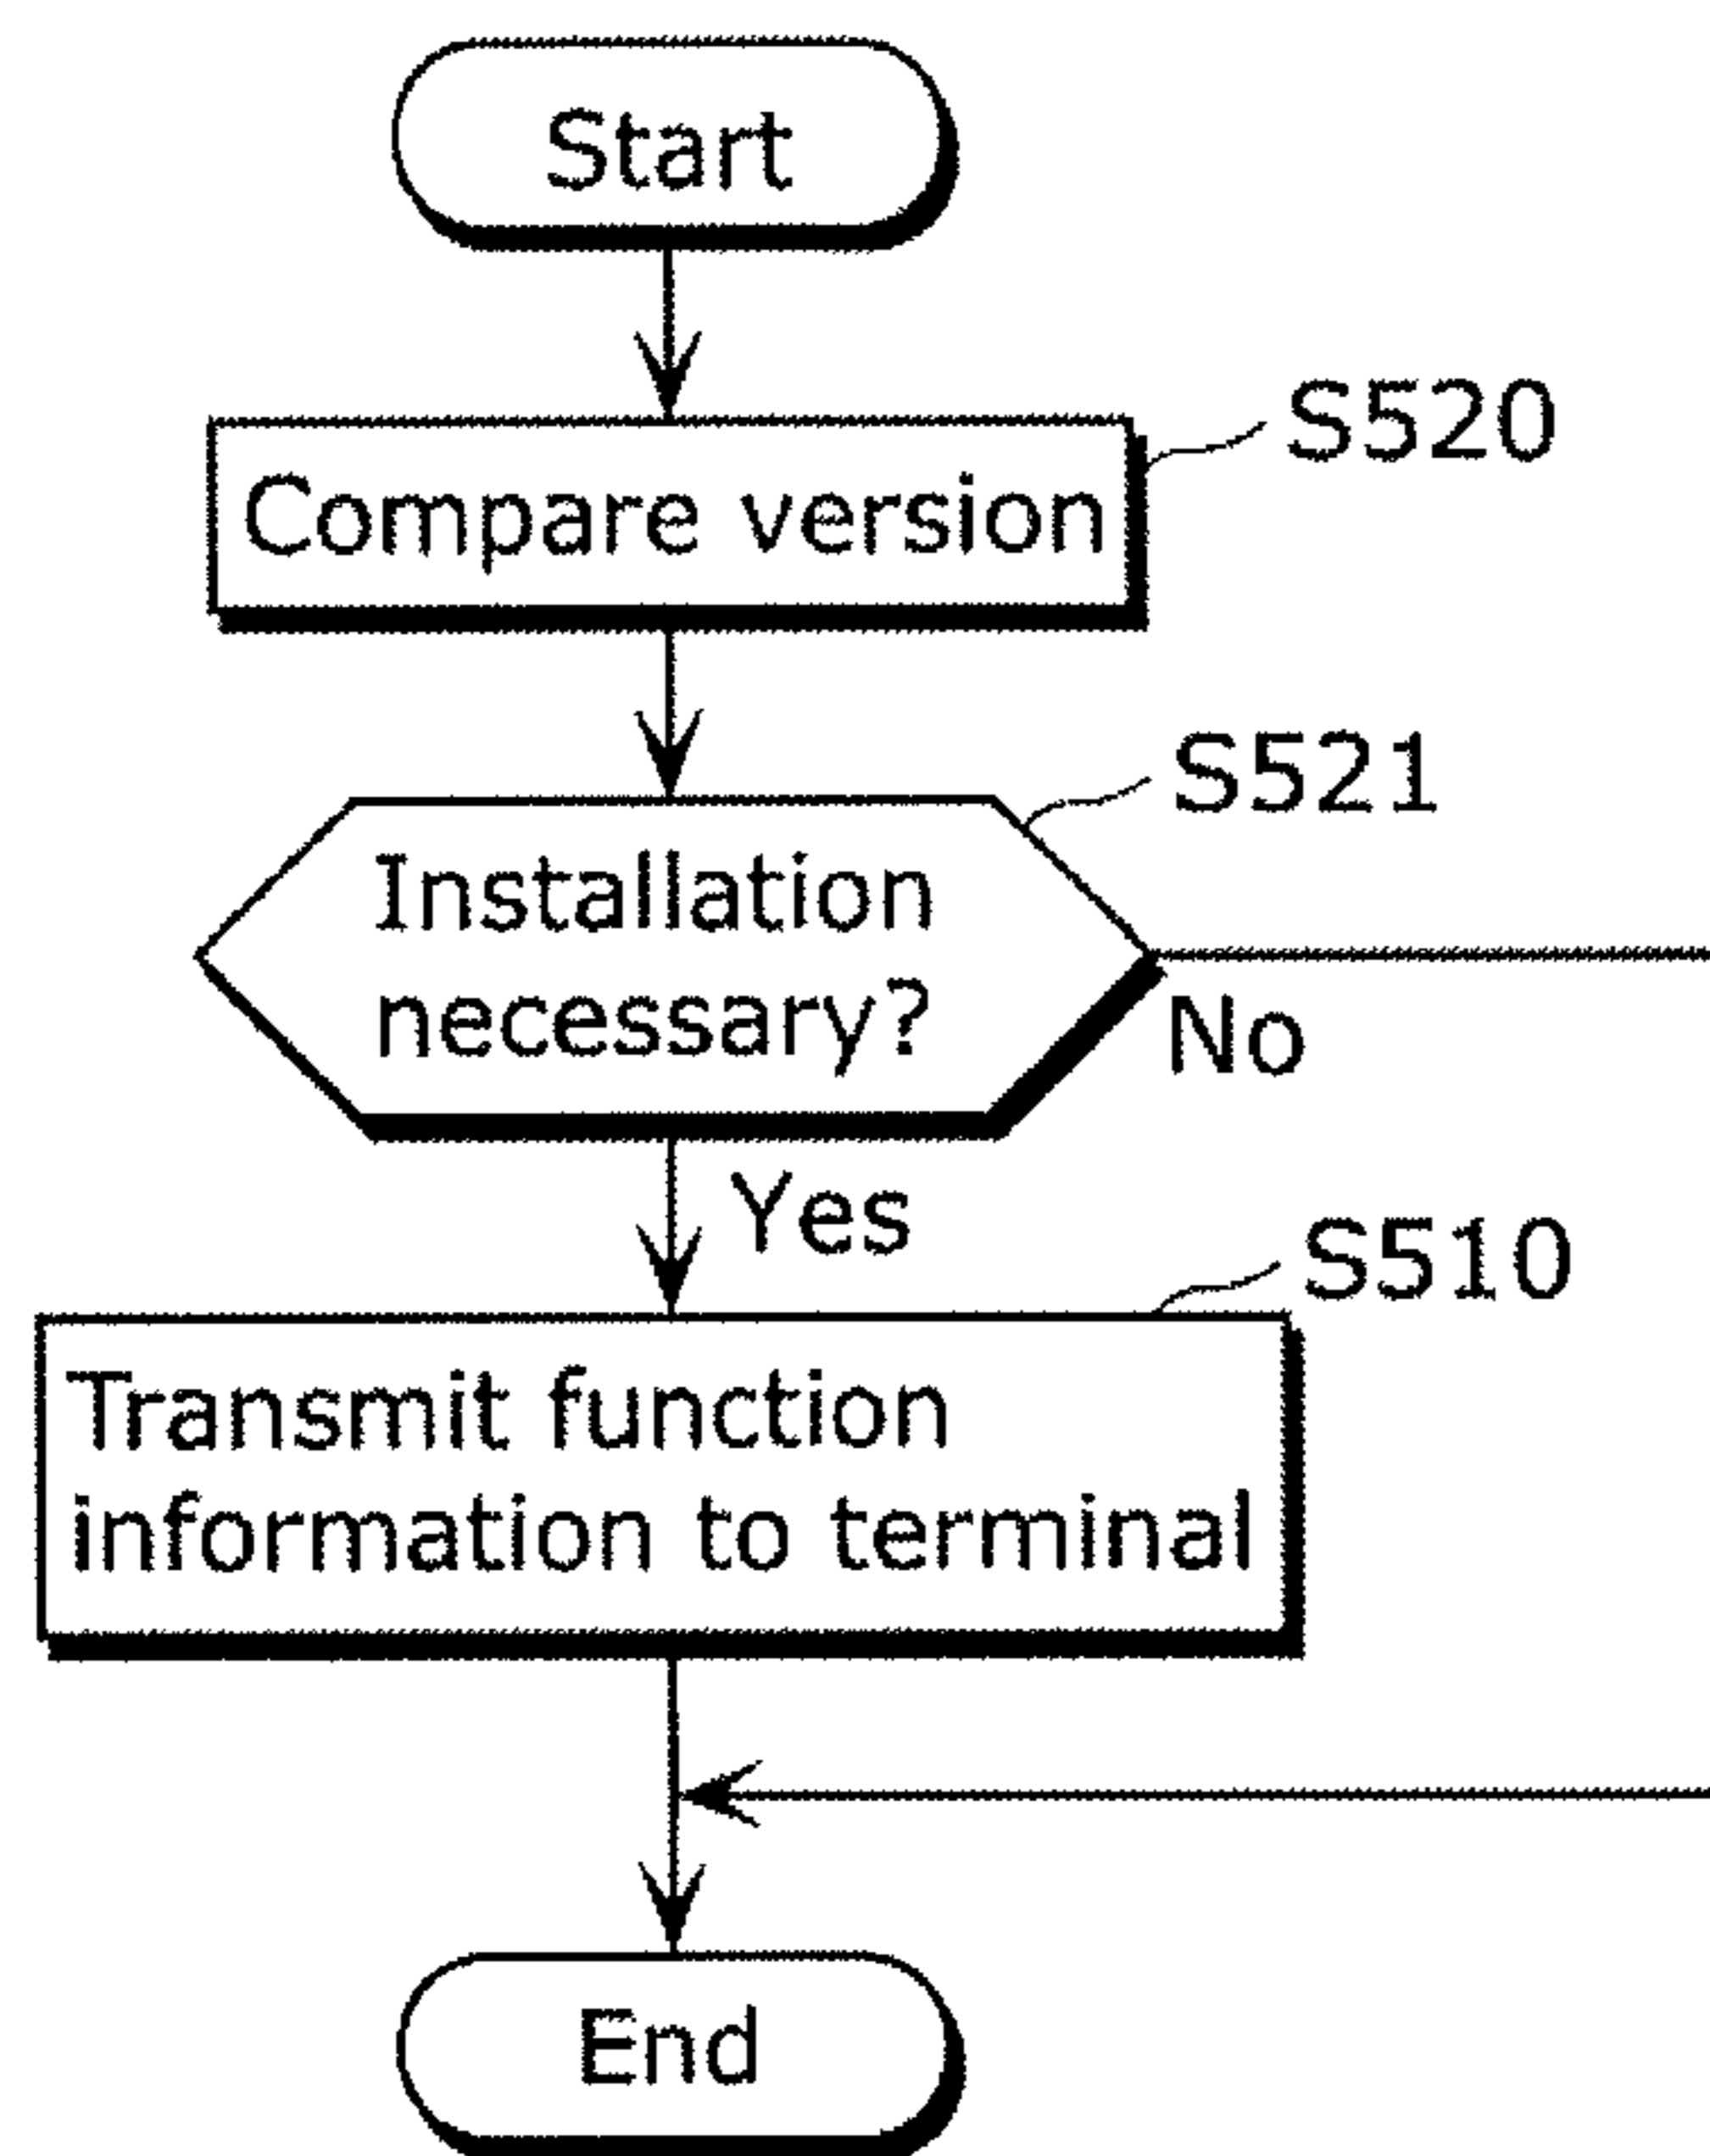 Start
S520
Compare version
S521
Installation
necessary?
No
Yes
S510
Transmit function
information to terminal
End